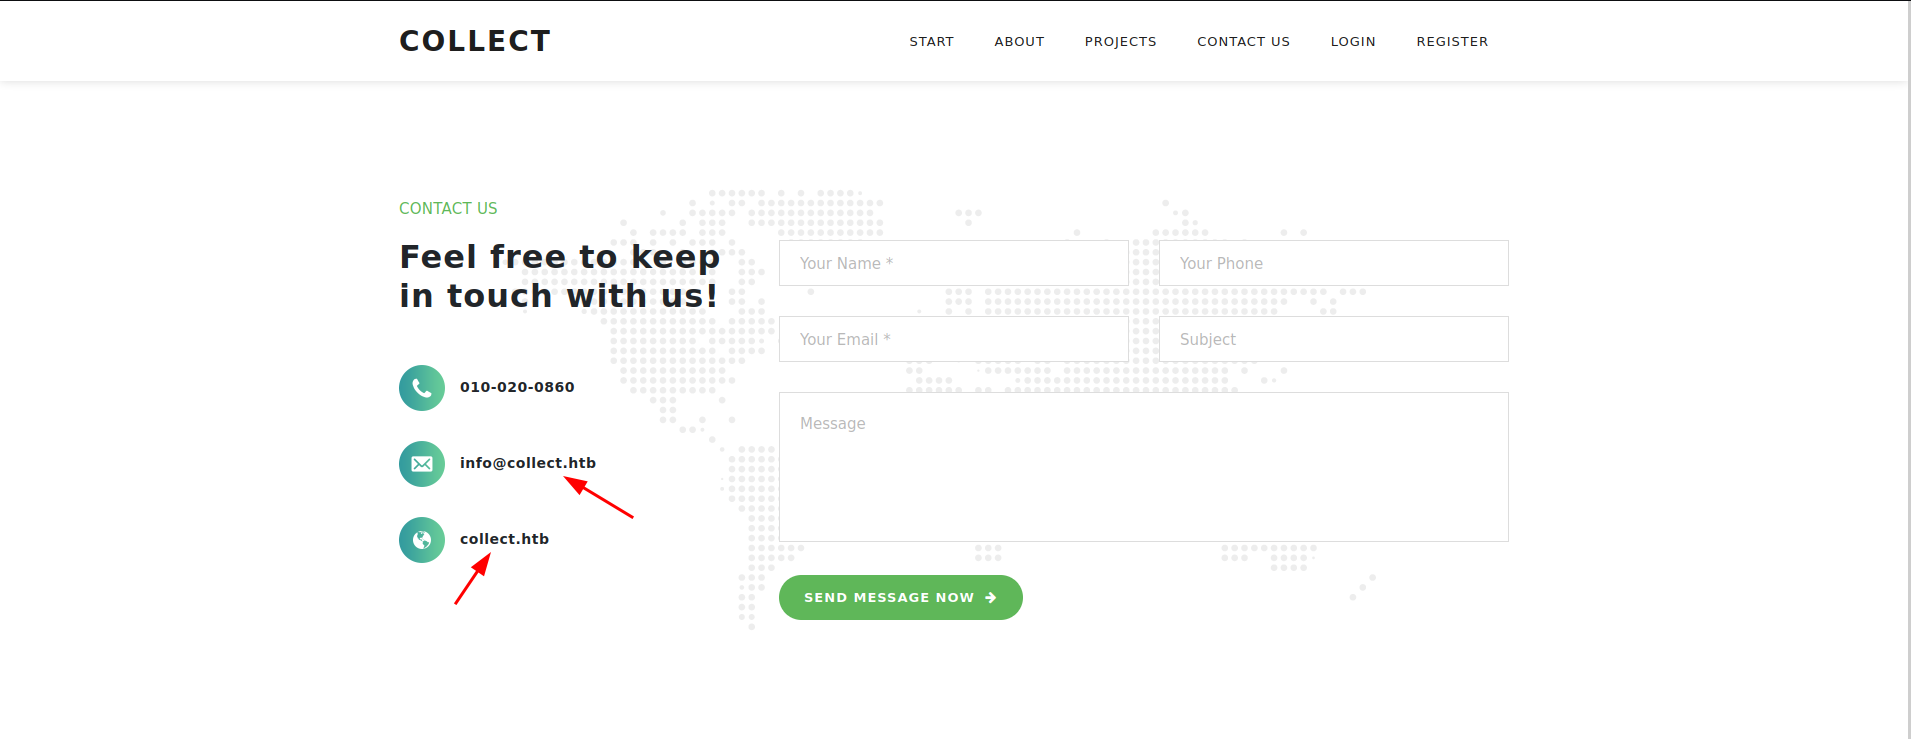 COLLECT
START ABOUT PROJECTS CONTACT US LOGIN REGISTER
CONTACT US
Feel free to keep
in touch with us!
010-020-0860
info@collect.htb
collect.htb
Your Name *
Your Phone
Your Email *
Subject
Message
SEND MESSAGE NOW